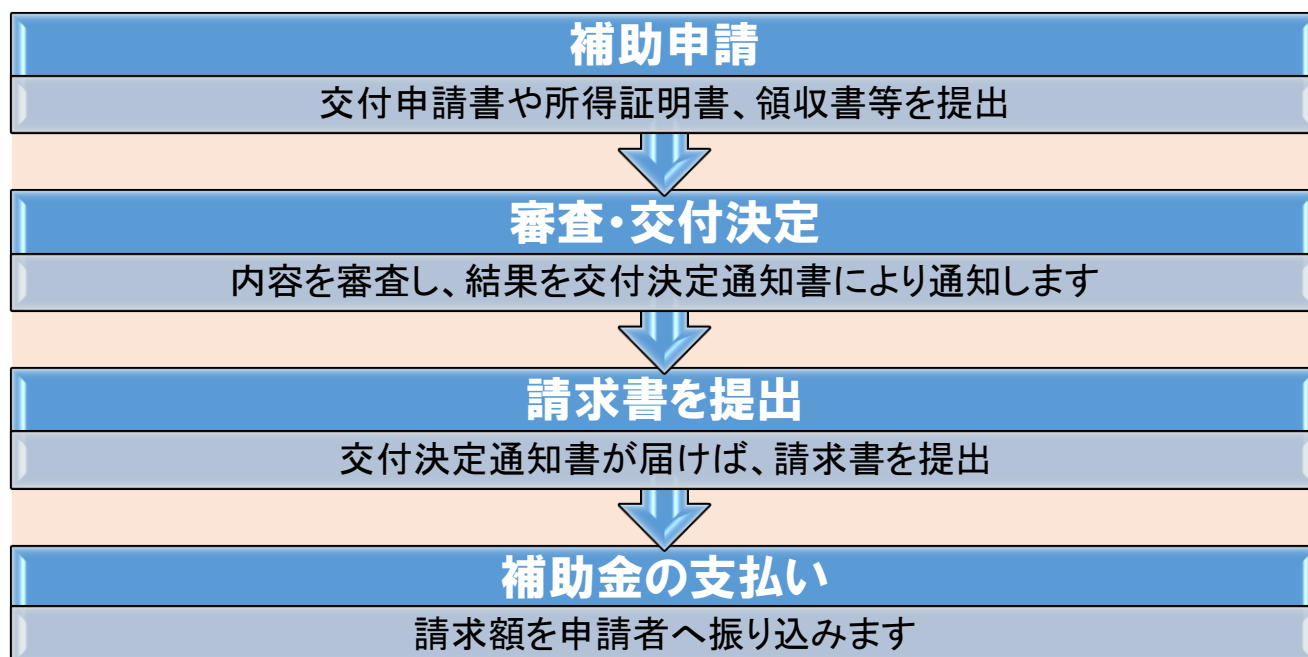 補助申請
交付申請書や所得証明書、領収書等を提出
審査・交付決定
内容を審査し、結果を交付決定通知書により通知します
請求書を提出
交付決定通知書が届けば、請求書を提出
補助金の支払い
請求額を申請者へ振り込みます